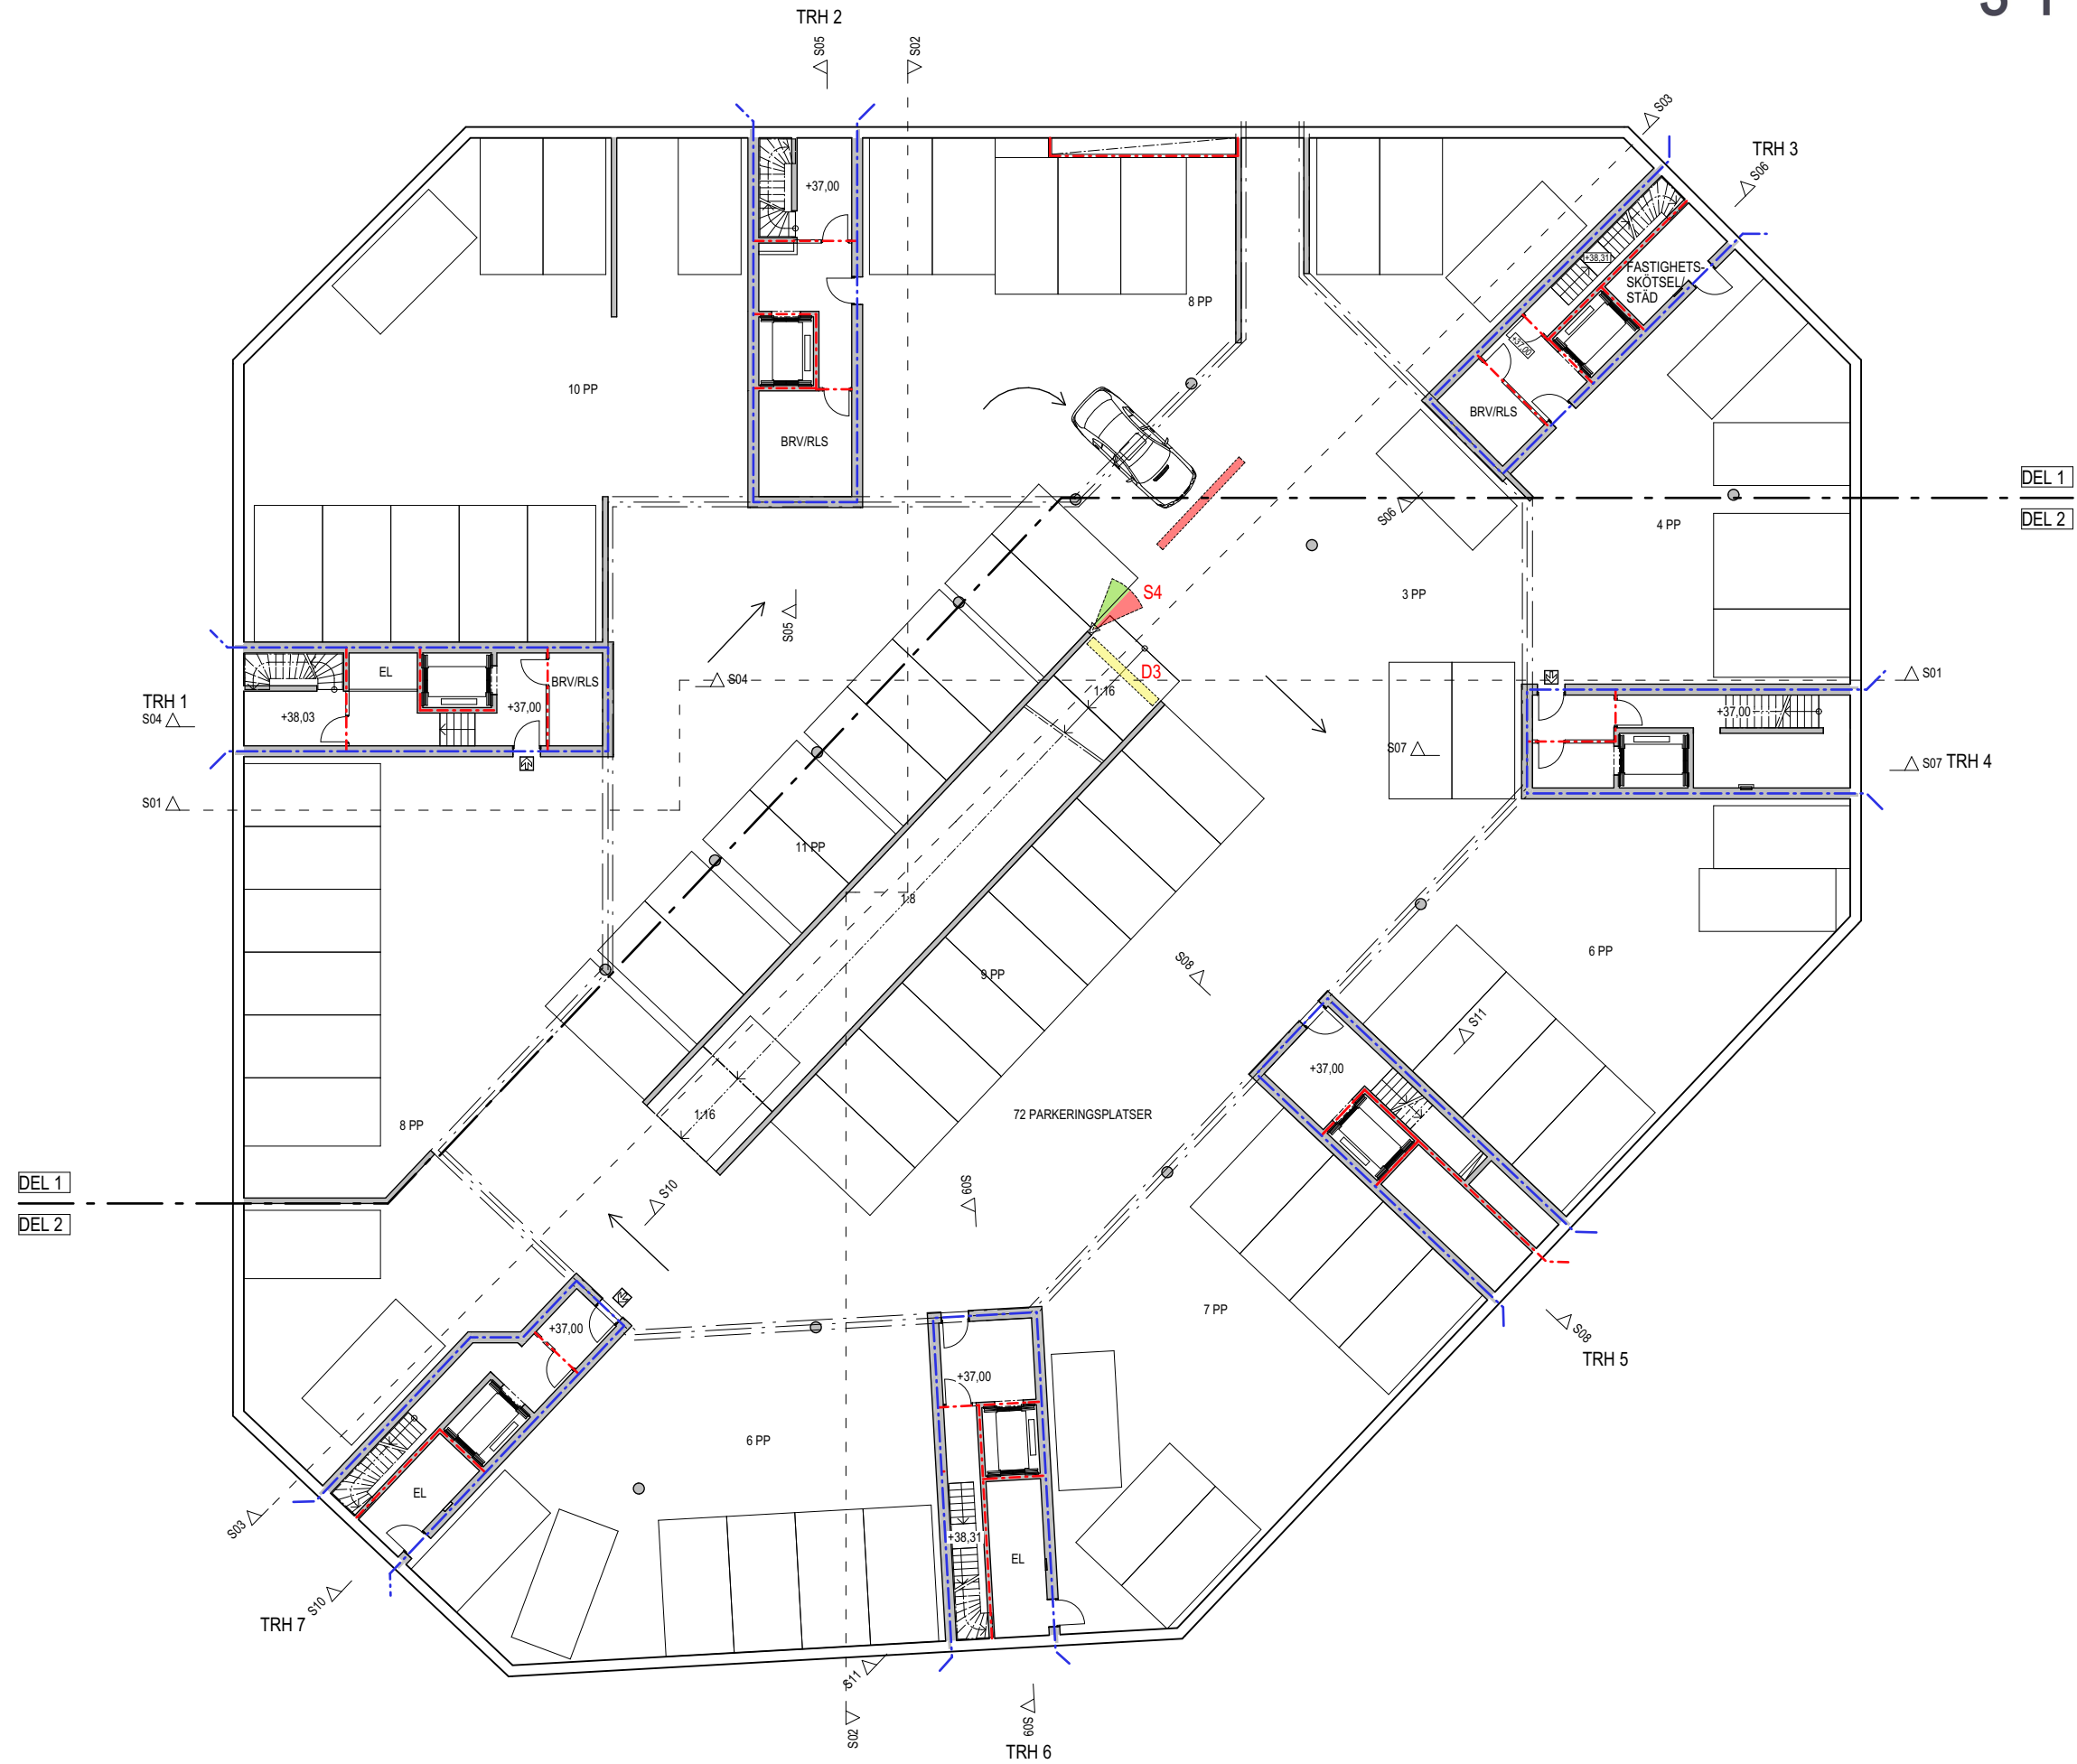 TRH 2
S05
S02
S03
TRH 3
S06
+37,00
8 PP
+38,31
FASTIGHETS-
SKÖTSEL/
STÄD
+37,00
10 PP
BRV/RLS
BRV/RLS
DEL 1
DEL 2
S06
4 PP
3 PP
S4
D3
1:16
S05
S04
S01
TRH 1
S04
EL
BRV/RLS
+38,03
+37,00
+37,00
S07
S07 TRH 4
S01
11 PP
1:8
9 PP
S08
6 PP
S11
+37,00
1:16
72 PARKERINGSPLATSER
8 PP
DEL 1
DEL 2
S10
S09
7 PP
S08
TRH 5
+37,00
+37,00
6 PP
EL
S03
+38,31
EL
S10
TRH 7
S11
S02
S09
TRH 6